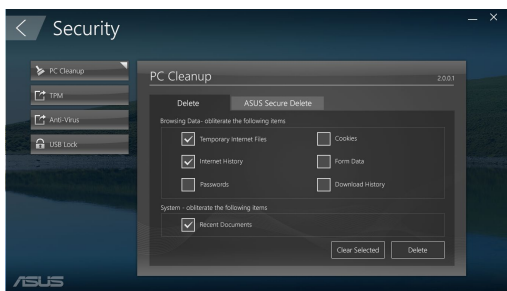 Security
PC Cleanup
TPM
Anti-Virus
USB Lock
PC Cleanup
2.0.0.1
Delete
ASUS Secure Delete
Browsing Data- obliterate the following items
Temporary Internet Files
Cookies
Internet History
Form Data
Passwords
Download History
System - obliterate the following items
Recent Documents
Clear Selected
Delete
ASUS